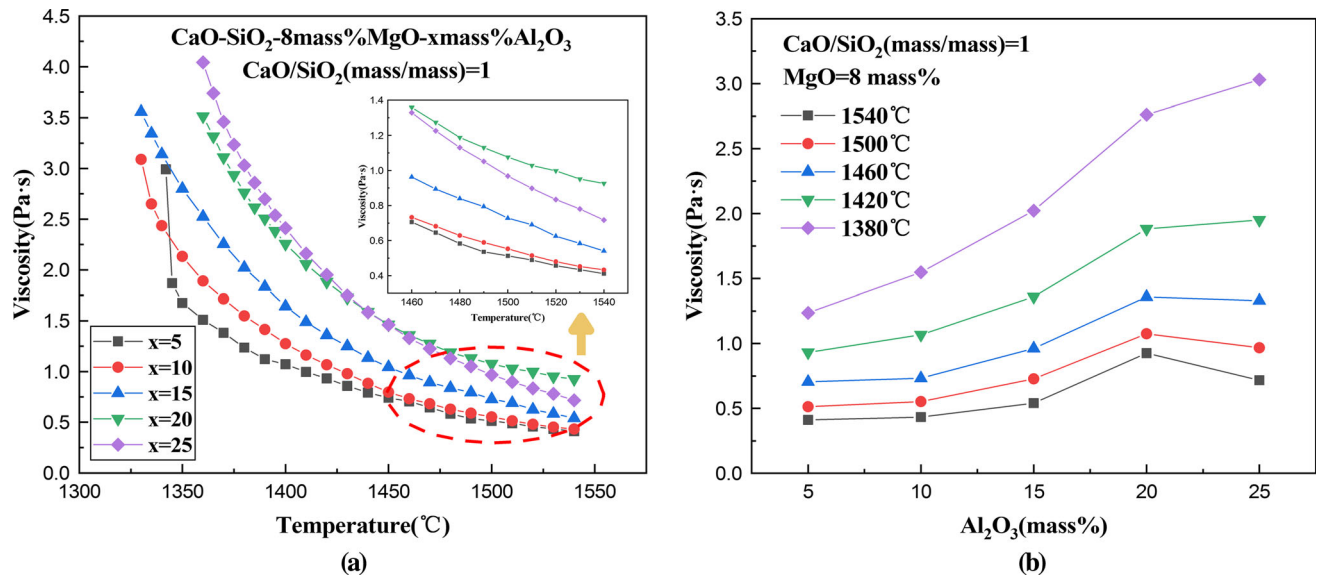 CaO-SiO₂-8mass%MgO-xmass%Al₂O₃
CaO/SiO₂(mass/mass)=1
4.5
4.0
3.5
3.0
2.5
2.0
1.5
1.0
0.5
0.0
Viscosity(Pa·s)
1300
1350
1400
1450
1500
1550
Temperature(℃)
x=5
x=10
x=15
x=20
x=25
1.4
1.2
1.0
0.8
0.6
0.4
Viscosity(Pa·s)
1460
1480
1500
1520
1540
Temperature(℃)
(a)
CaO/SiO₂(mass/mass)=1
MgO=8 mass%
1540℃
1500℃
1460℃
1420℃
1380℃
3.5
3.0
2.5
2.0
1.5
1.0
0.5
0.0
Viscosity(Pa·s)
5
10
15
20
25
Al₂O₃(mass%)
(b)